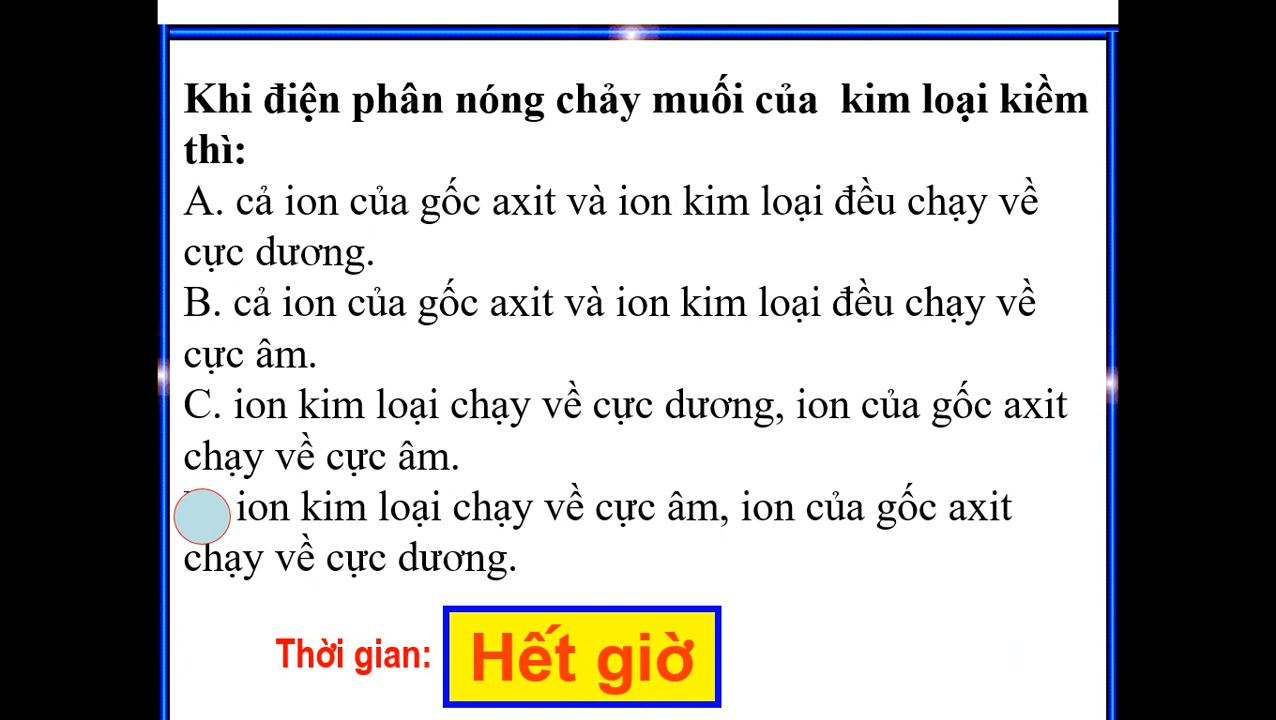 Khi điện phân nóng chảy muối của kim loại kiềm
thì:
A. cả ion của gốc axit và ion kim loại đều chạy về
cực dương.
B. cả ion của gốc axit và ion kim loại đều chạy về
cực âm.
C. ion kim loại chạy về cực dương, ion của gốc axit
chạy về cực âm.
ion kim loại chạy về cực âm, ion của gốc axit
chạy về cực dương.
Thời gian: Hết giờ